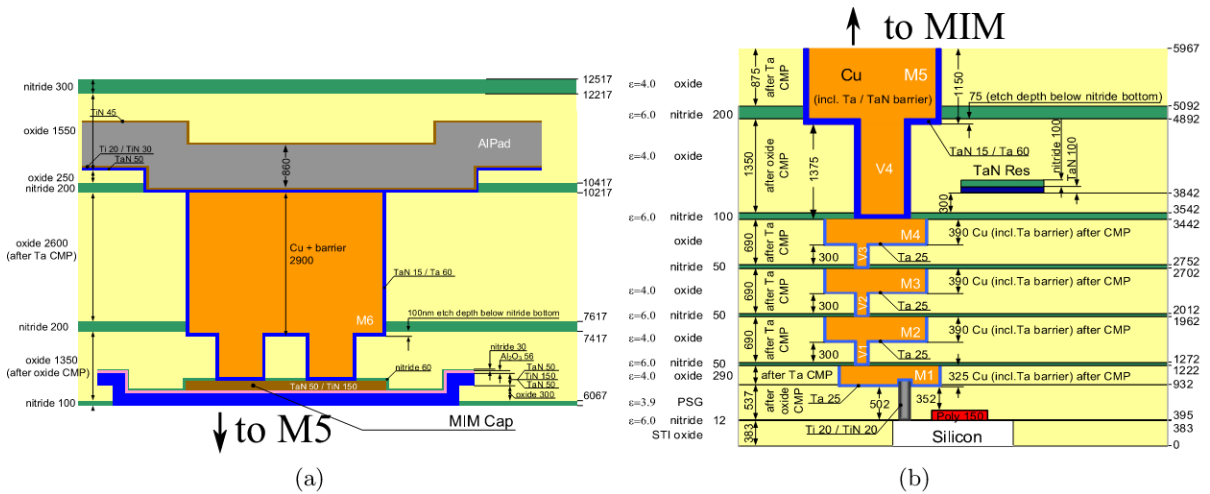 nitride 300
12517
12217
TiN 45
oxide 1550
AlPad
Ti 20 / TiN 30
TaN 50
860
oxide 250
nitride 200
10417
10217
Cu + barrier
2900
oxide 2600
(after Ta CMP)
TaN 15 / Ta 60
M6
100nm etch depth below nitride bottom
7617
nitride 200
7417
oxide 1350
(after oxide CMP)
nitride 30
Al₂O₃ 56
nitride 60
TaN 50
TiN 150
TaN 50
TaN 50 / TiN 150
oxide 300
6067
nitride 100
to M5
MIM Cap
(a)
to MIM
5967
ε=4.0 oxide
875
after Ta
CMP
Cu
M5
(incl. Ta / TaN barrier)
1150
75 (etch depth below nitride bottom)
5092
ε=6.0 nitride 200
4892
ε=4.0 oxide
1350
after oxide
CMP
1375
V4
TaN 15 / Ta 60
TaN Res
nitride 100
TaN 100
300
3842
3542
ε=6.0 nitride 100
3442
oxide
690
after Ta
CMP
M4
390 Cu (incl.Ta barrier) after CMP
300
V3
Ta 25
2752
nitride 50
2702
ε=4.0 oxide
690
after Ta
CMP
M3
390 Cu (incl.Ta barrier) after CMP
300
V2
Ta 25
2012
ε=6.0 nitride 50
1962
ε=4.0 oxide
690
after Ta
CMP
M2
390 Cu (incl.Ta barrier) after CMP
300
V1
Ta 25
1272
ε=6.0 nitride 50
1222
ε=4.0 oxide 290
after Ta CMP
M1
325 Cu (incl.Ta barrier) after CMP
932
Ta 25
ε=3.9 PSG
537
after
oxide
CMP
502
352
Poly 150
395
ε=6.0 nitride 12
383
Ti 20 / TiN 20
STI oxide
383
Silicon
0
(b)